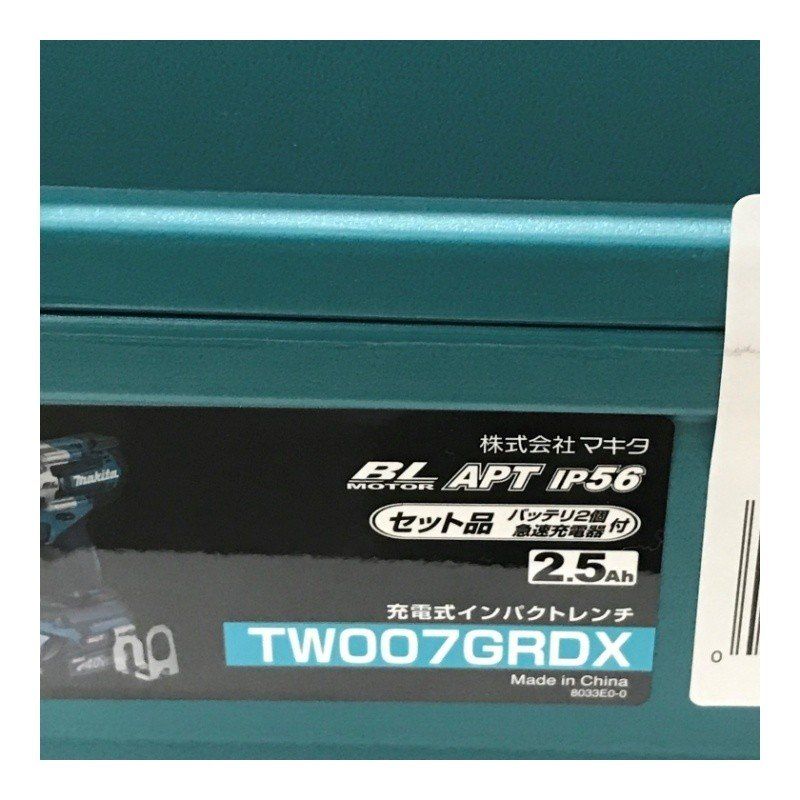 株式会社 マキタ
makita
BL MOTOR APT IP56
セット品 バッテリ2個 急速充電器 付
2.5Ah
充電式インパクトレンチ
TW007GRDX
Made in China
8033E0-0
0